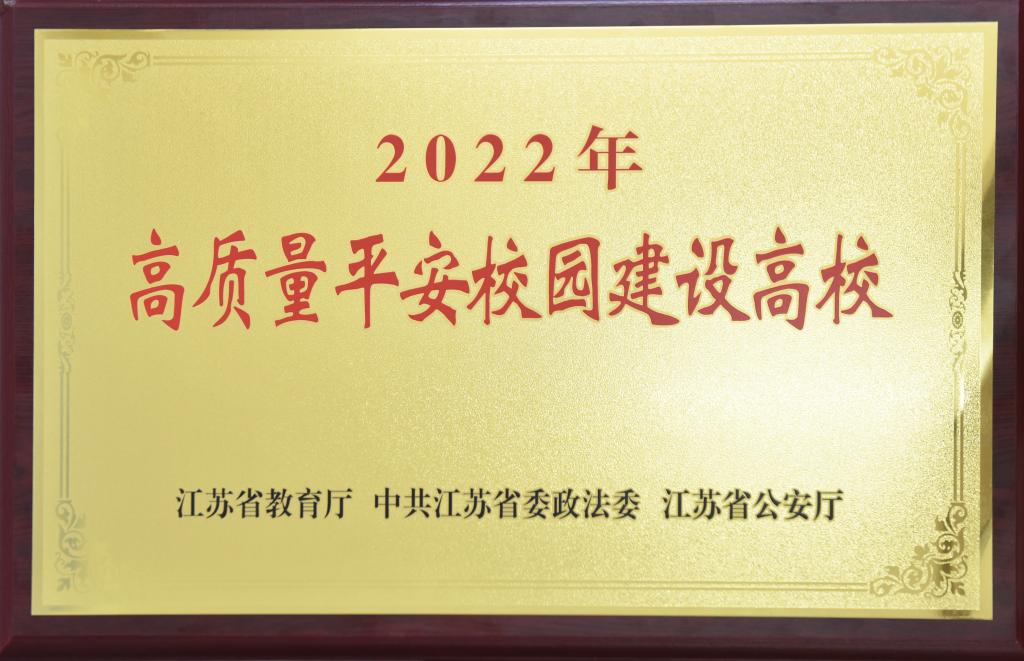 2022年
高质量平安校园建设高校
江苏省教育厅 中共江苏省委政法委 江苏省公安厅